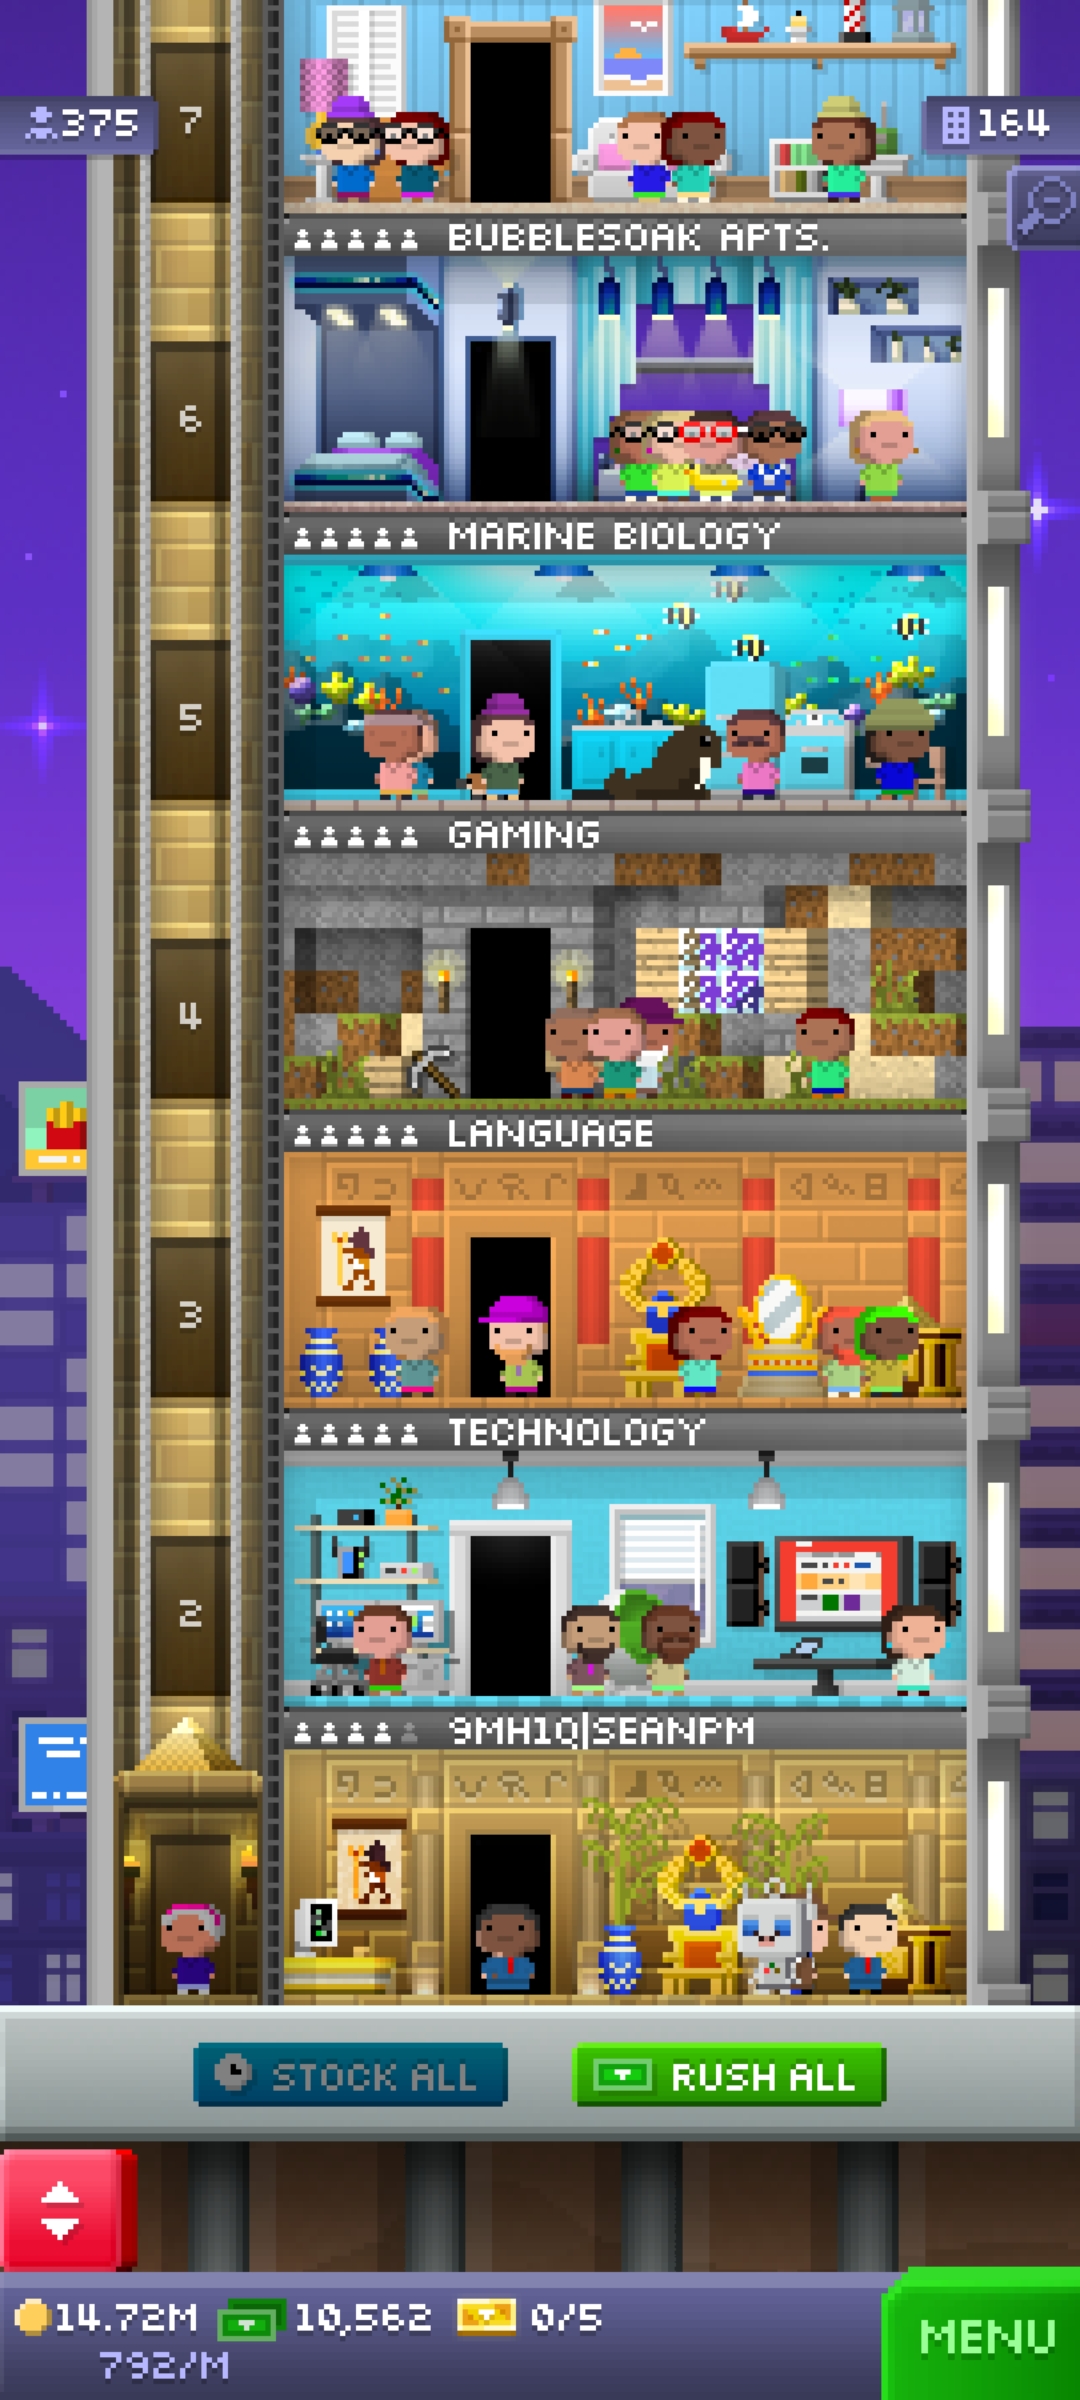 375
7
164
BUBBLESOAK APTS.
6
MARINE BIOLOGY
5
GAMING
4
LANGUAGE
3
TECHNOLOGY
2
9MH1Q|SEANPM
STOCK ALL
RUSH ALL
14.72M
10,562
0/5
792/M
MENU